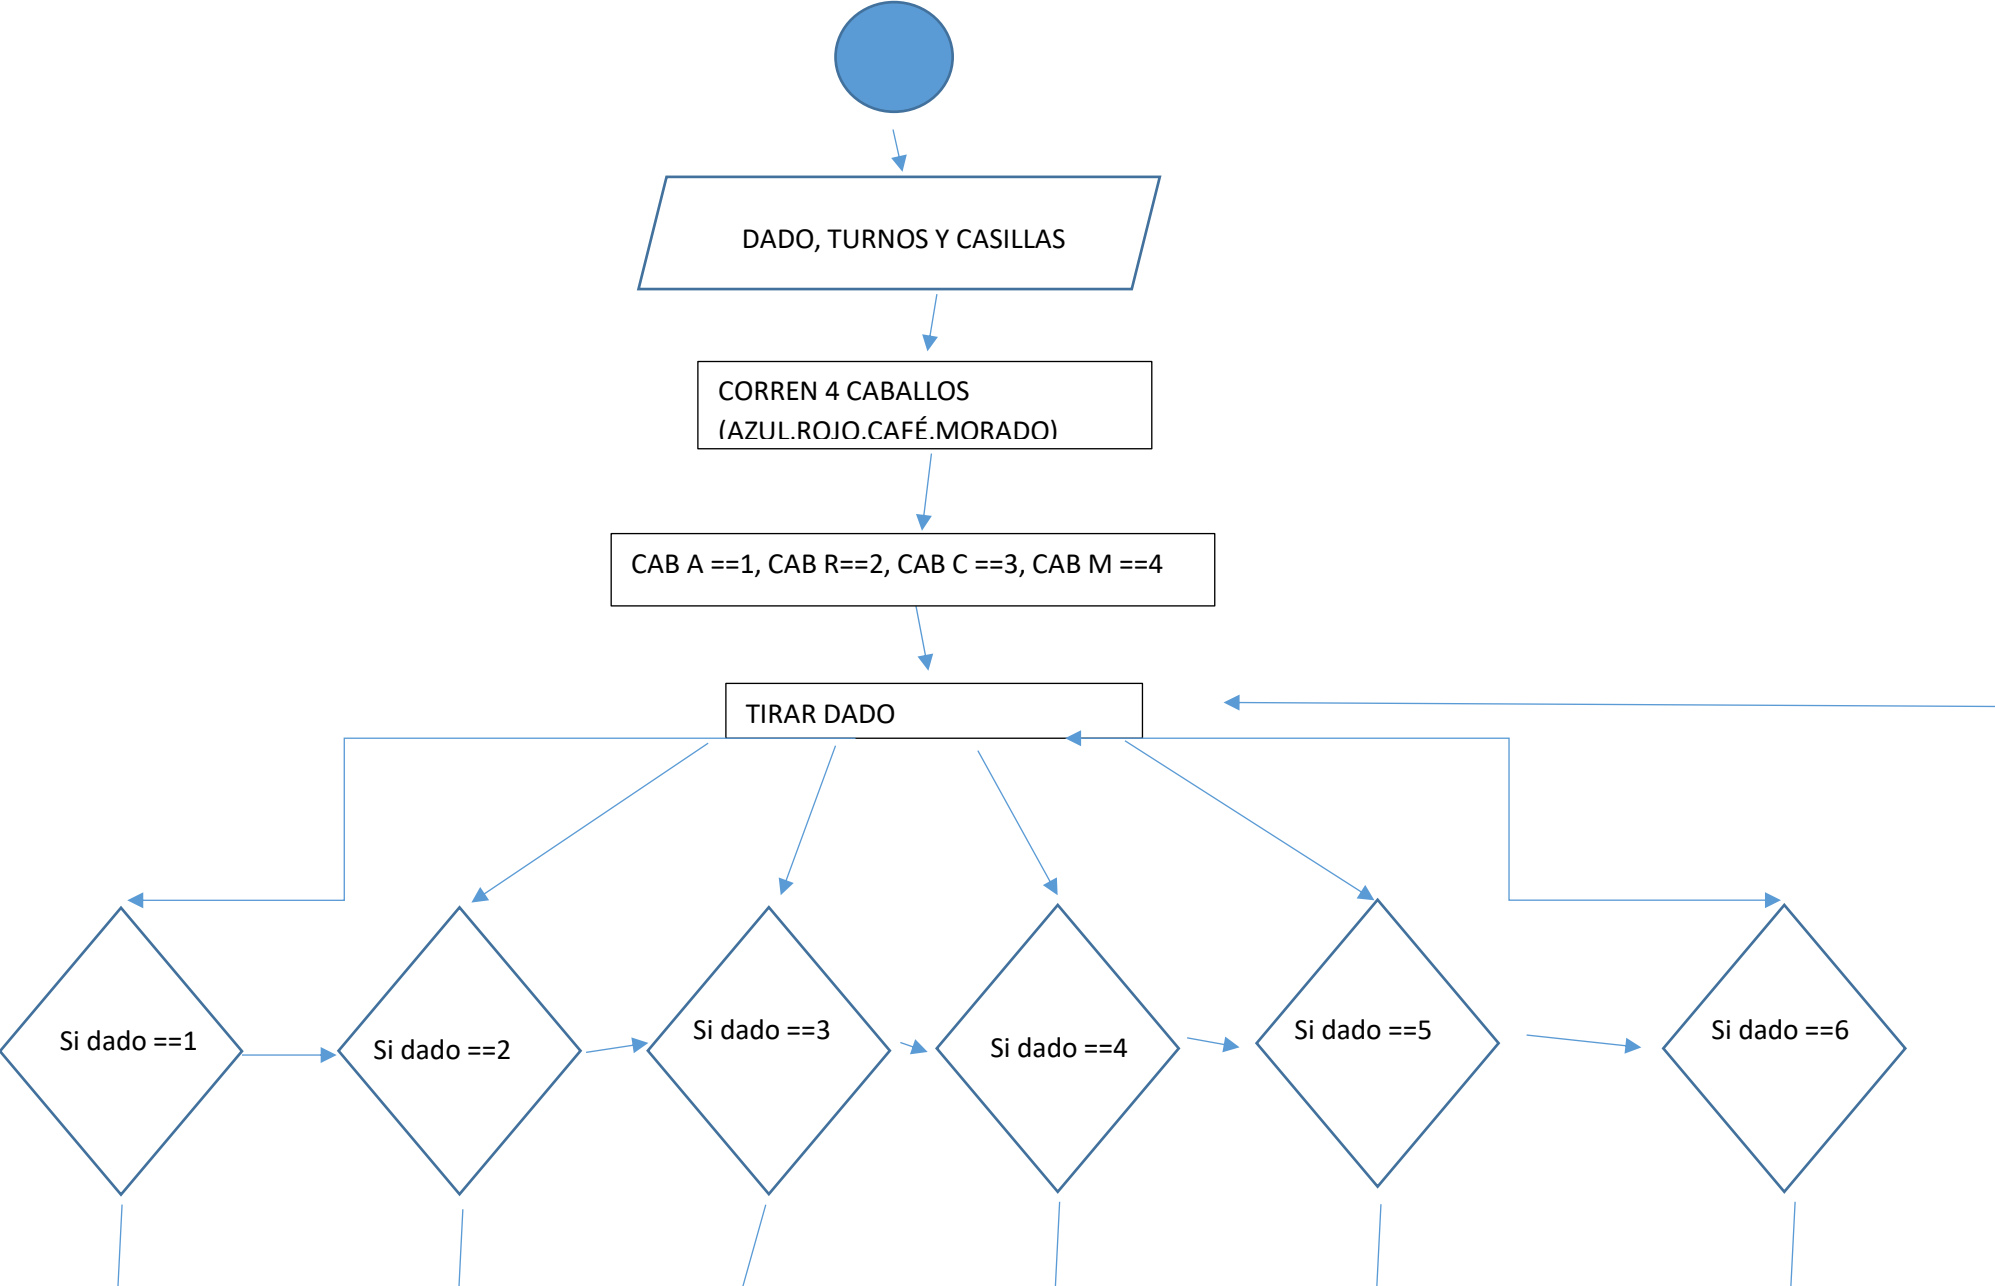 DADO, TURNOS Y CASILLAS
CORREN 4 CABALLOS
(AZUL.ROJO.CAFÉ.MORADO)
CAB A ==1, CAB R==2, CAB C ==3, CAB M ==4
TIRAR DADO
Si dado ==1
Si dado ==2
Si dado ==3
Si dado ==4
Si dado ==5
Si dado ==6